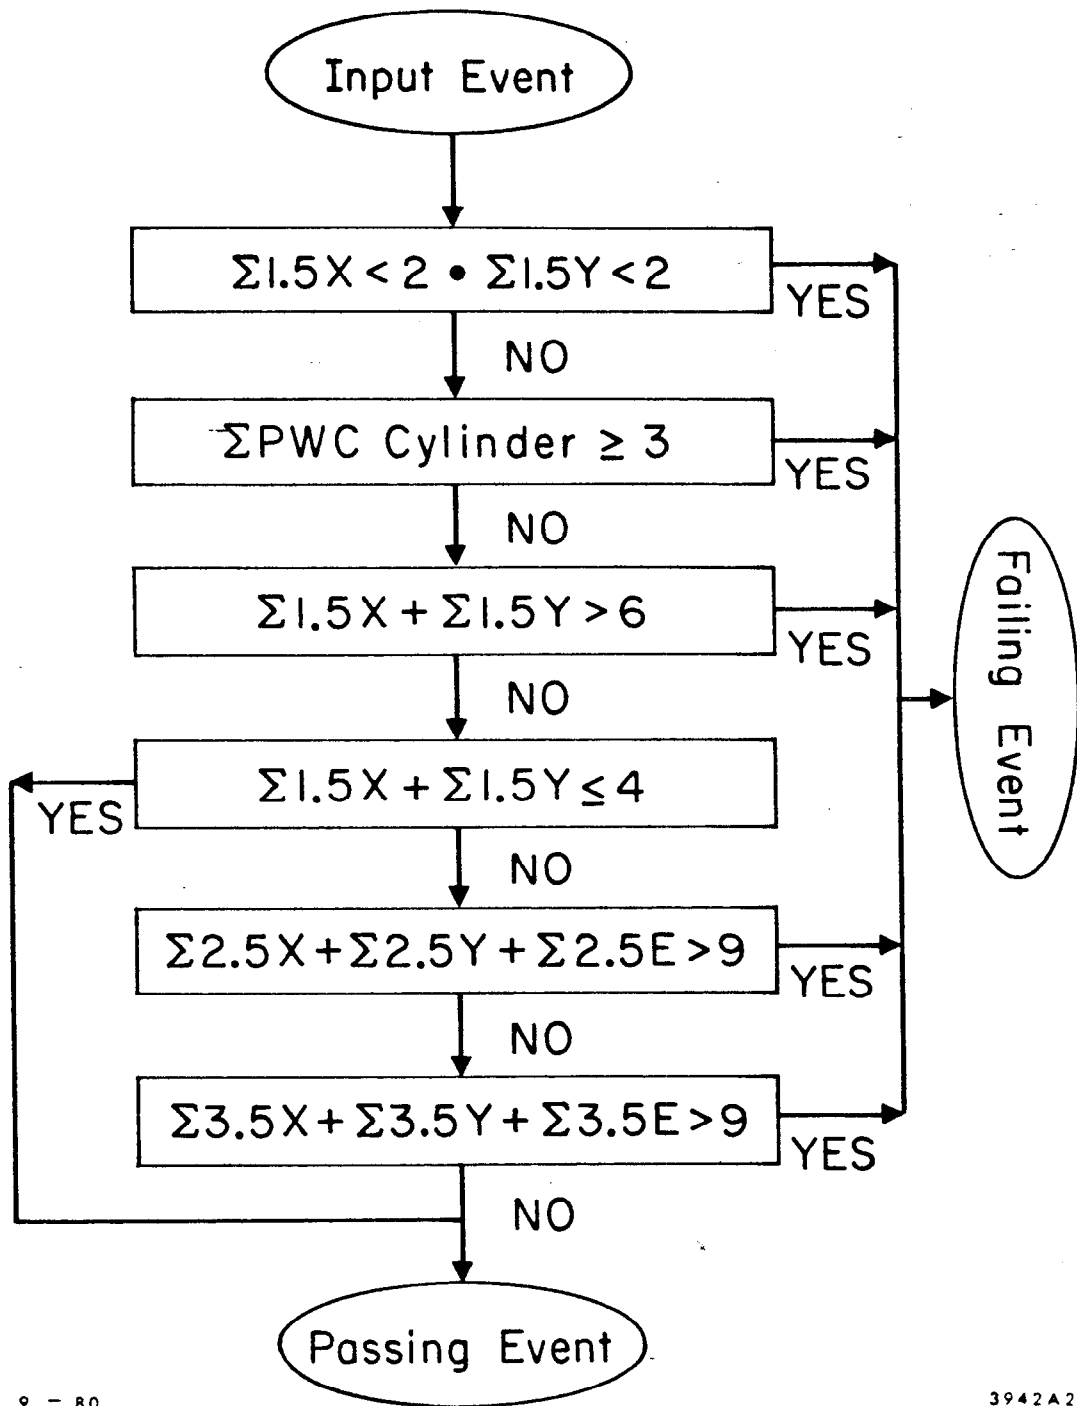 Input Event
Σ1.5X < 2 • Σ1.5Y < 2
YES
NO
ΣPWC Cylinder ≥ 3
YES
NO
Σ1.5X + Σ1.5Y > 6
YES
NO
Σ1.5X + Σ1.5Y ≤ 4
YES
NO
Σ2.5X + Σ2.5Y + Σ2.5E > 9
YES
NO
Σ3.5X + Σ3.5Y + Σ3.5E > 9
YES
NO
Passing Event
Failing Event
9 - 80
3942A2